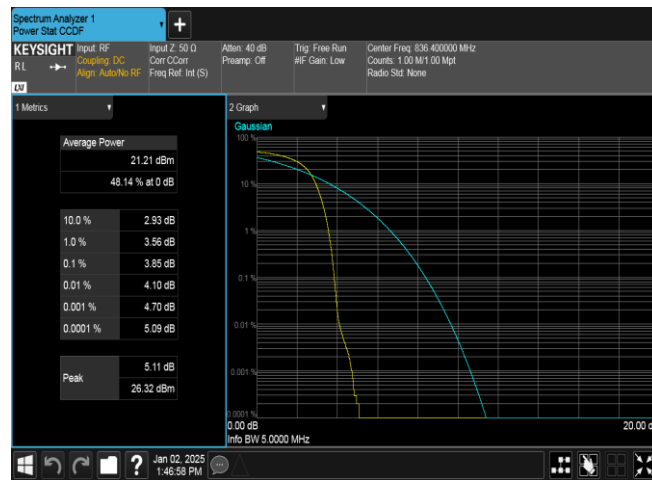 Spectrum Analyzer 1
Power Stat CCDF
+
KEYSIGHT
RL
LXI
Input: RF
Coupling: DC
Align: Auto/No RF
Input Z: 50 Ω
Corr CCorr
Freq Ref: Int (S)
Atten: 40 dB
Preamp: Off
Trig: Free Run
#IF Gain: Low
Center Freq: 836.400000 MHz
Counts: 1.00 M/1.00 Mpt
Radio Std: None
1 Metrics
Average Power
21.21 dBm
48.14 % at 0 dB
10.0 % 2.93 dB
1.0 % 3.56 dB
0.1 % 3.85 dB
0.01 % 4.10 dB
0.001 % 4.70 dB
0.0001 % 5.09 dB
Peak
5.11 dB
26.32 dBm
2 Graph
Gaussian
100 %
10 %
1 %
0.1 %
0.01 %
0.001 %
0.0001 %
0.00 dB
20.00 d
Info BW 5.0000 MHz
?
Jan 02, 2025
1:46:58 PM